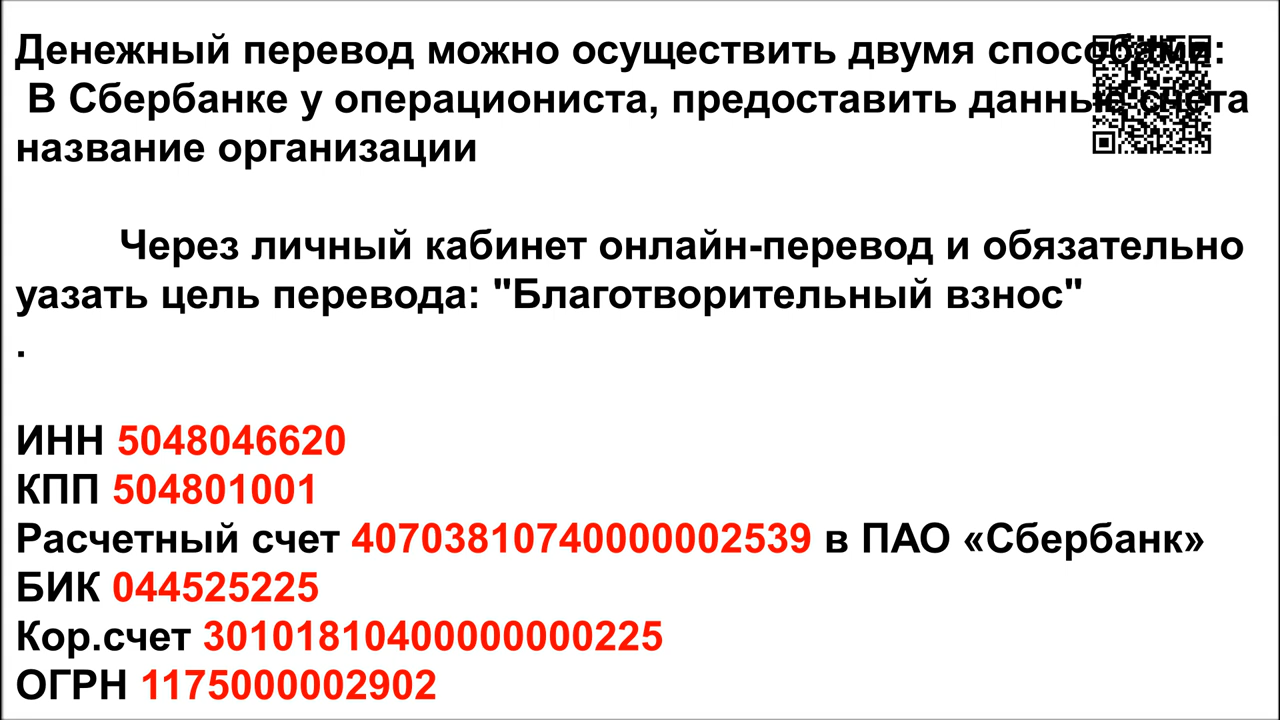 Денежный перевод можно осуществить двумя способами:
В Сбербанке у операциониста, предоставить данные счета
название организации
Через личный кабинет онлайн-перевод и обязательно
уазать цель перевода: "Благотворительный взнос"
.
ИНН 5048046620
КПП 504801001
Расчетный счет 40703810740000002539 в ПАО «Сбербанк»
БИК 044525225
Кор.счет 30101810400000000225
ОГРН 1175000002902